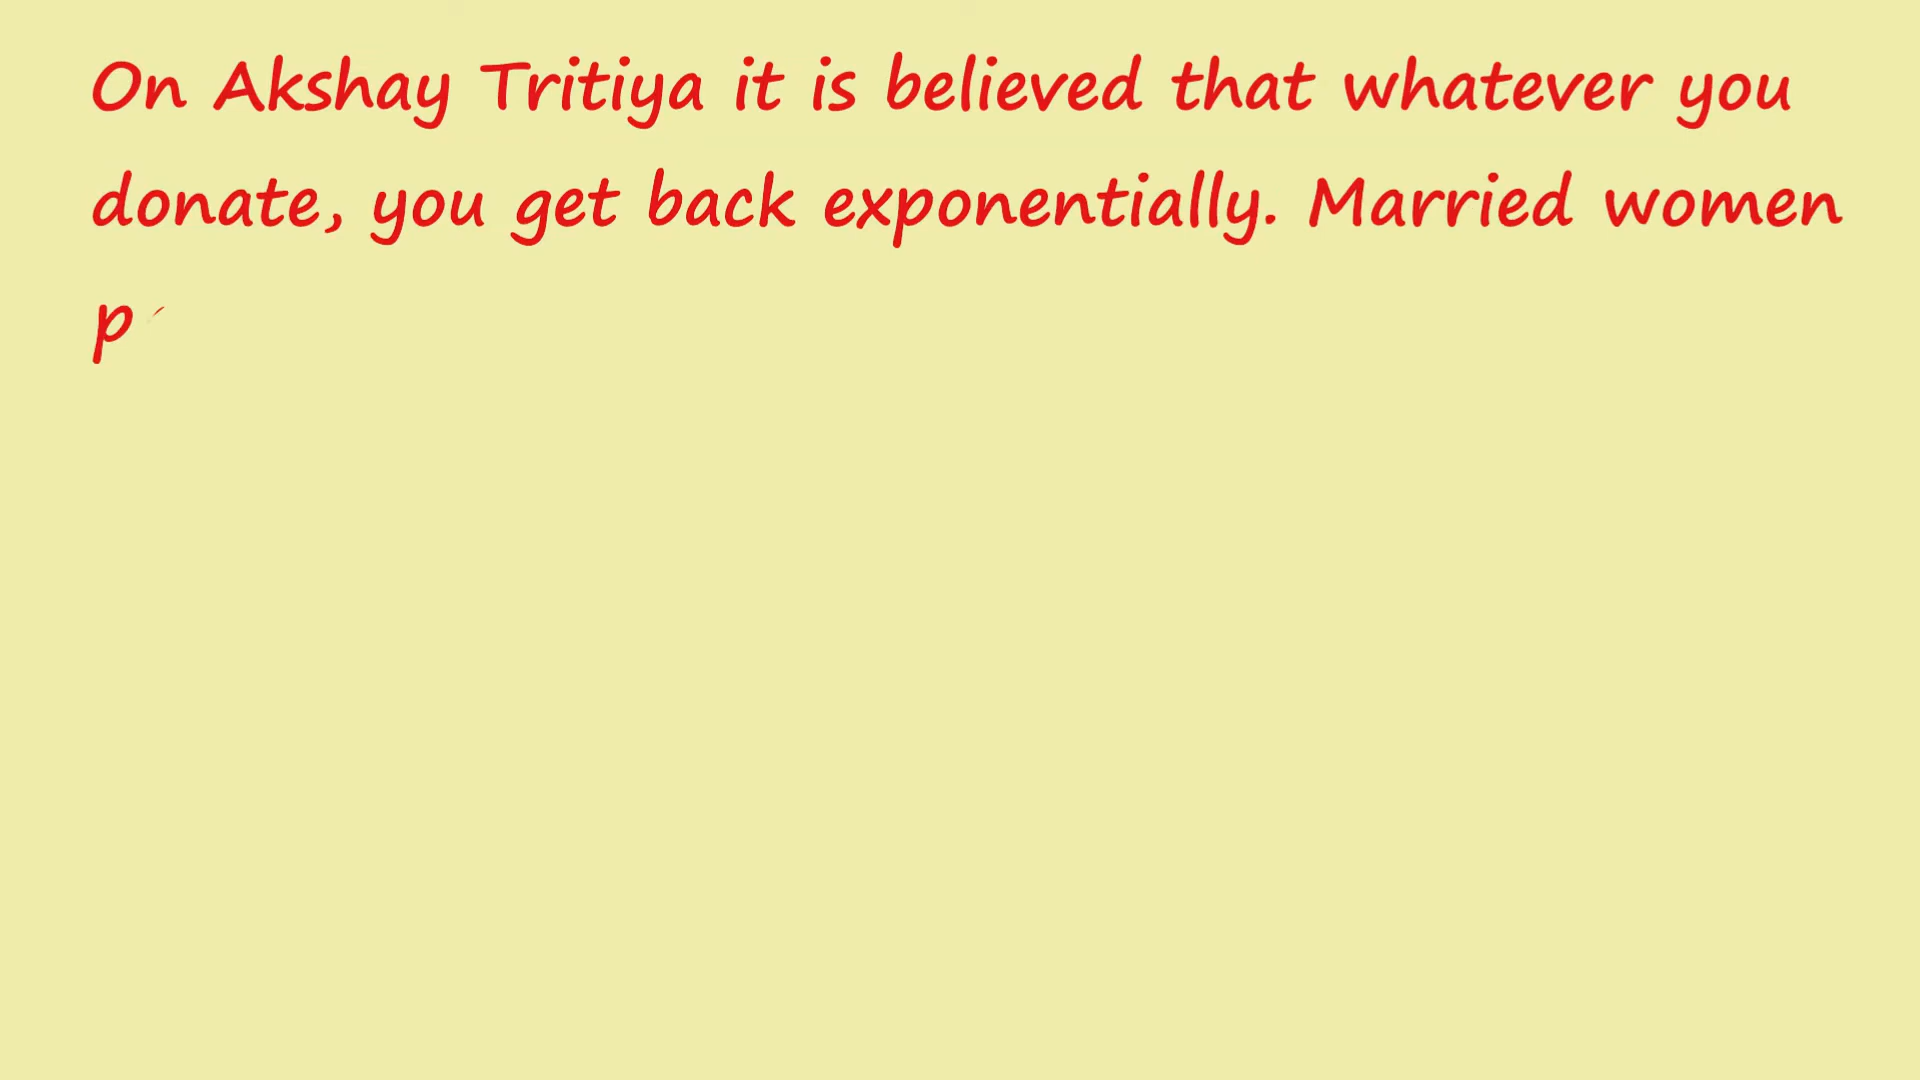 On Akshay Tritiya it is believed that whatever you
donate, you get back exponentially. Married women
p